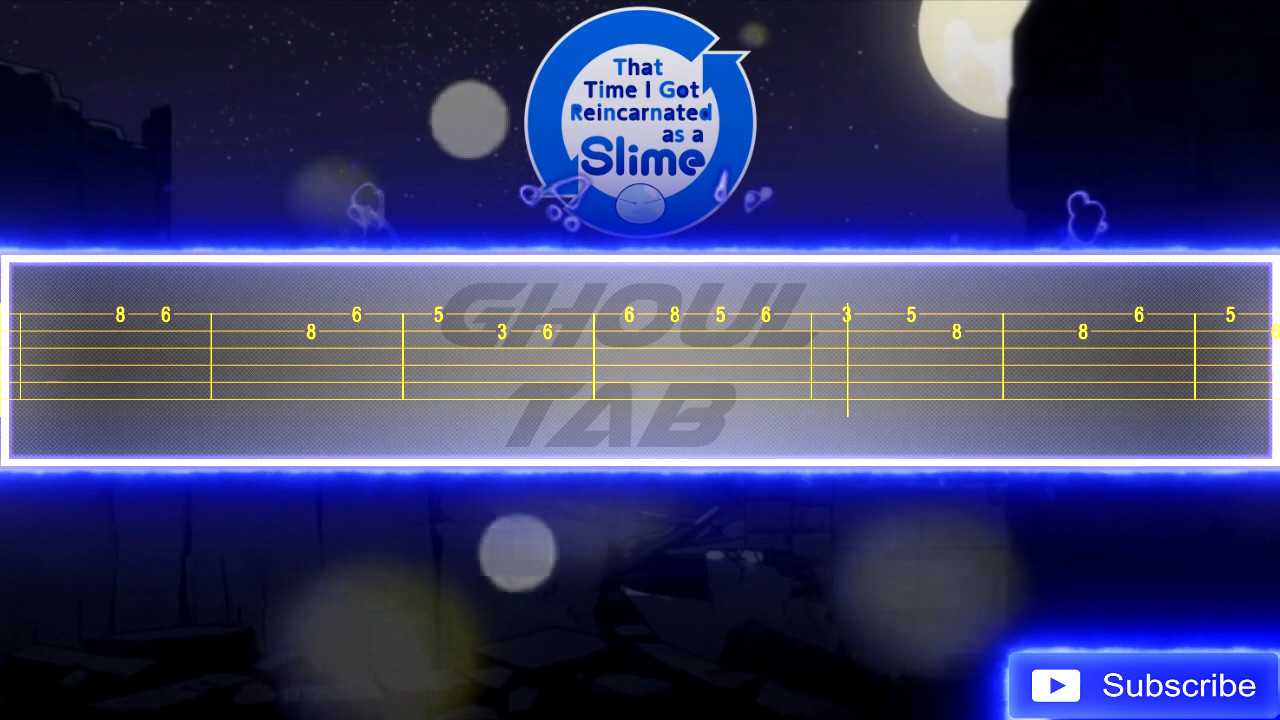 That
Time I Got
Reincarnated
as a
Slime
GHOUL
8 6 6 5 6 8 5 6 3 5 6 5
8 3 6 8 8
TAB
Subscribe